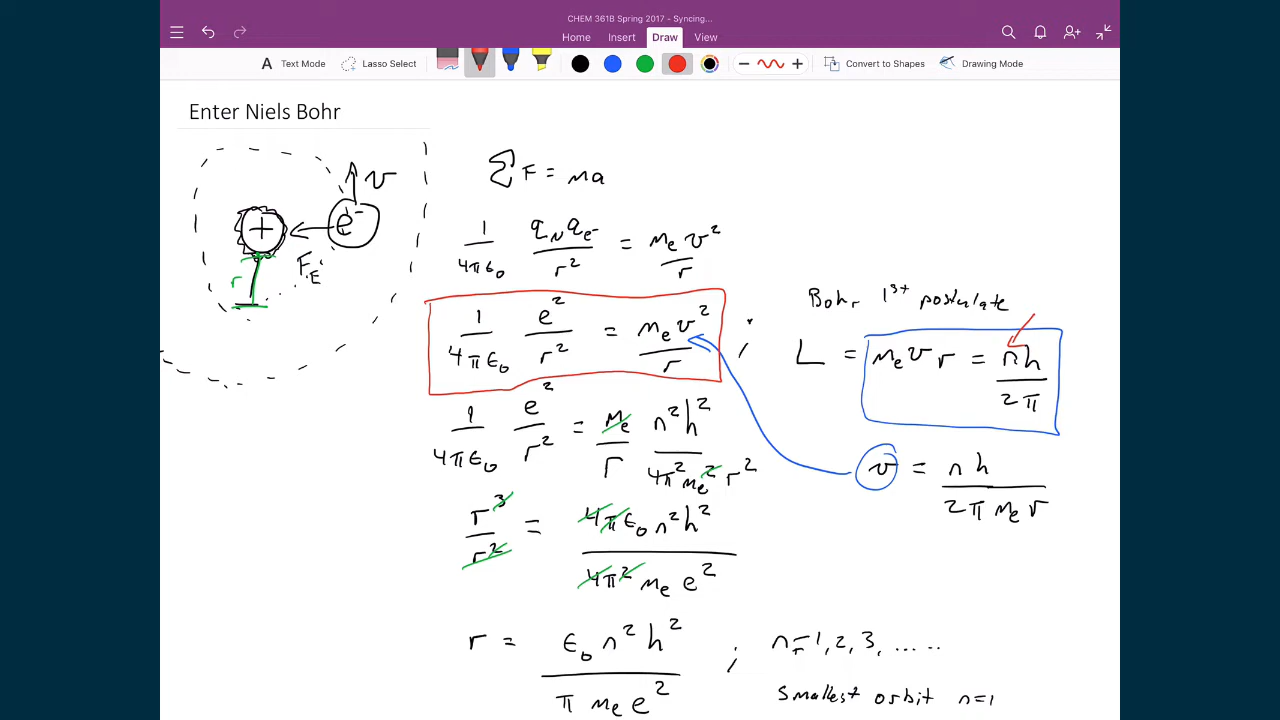 CHEM 361B Spring 2017 - Syncing...
Home Insert Draw View
A Text Mode Lasso Select Convert to Shapes Drawing Mode
Enter Niels Bohr
v
+ e⁻
F_E
r
∑F = ma
1/(4πε₀) q_N q_e⁻/r² = m_e v²/r
1/(4πε₀) e²/r² = m_e v²/r ;
Bohr 1st postulate
L = m_e v r = nh/2π
1/(4πε₀) e²/r² = m_e/r n²h²/(4π² m_e² r²)
v = nh/(2π m_e r)
r³/r² = 4πε₀ n²h²/(4π² m_e e²)
r = ε₀ n²h²/(π m_e e²) ; n = 1, 2, 3, ......
smallest orbit n=1